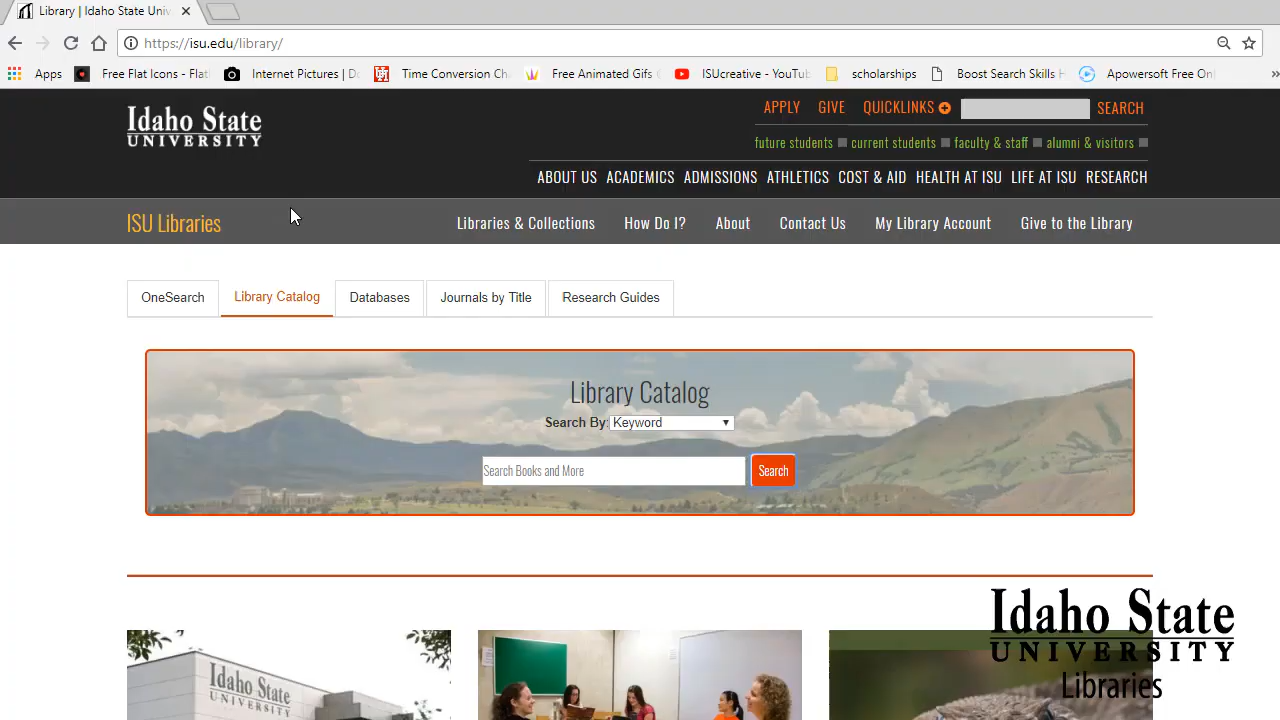 Library | Idaho State Univ
https://isu.edu/library/
Apps Free Flat Icons - Flat Internet Pictures | Do Time Conversion Ch Free Animated Gifs ISUcreative - YouTub scholarships Boost Search Skills H Apowersoft Free Onl »
Idaho State
UNIVERSITY
APPLY GIVE QUICKLINKS SEARCH
future students current students faculty & staff alumni & visitors
ABOUT US ACADEMICS ADMISSIONS ATHLETICS COST & AID HEALTH AT ISU LIFE AT ISU RESEARCH
ISU Libraries Libraries & Collections How Do I? About Contact Us My Library Account Give to the Library
OneSearch Library Catalog Databases Journals by Title Research Guides
Library Catalog
Search By: Keyword
Search Books and More Search
Idaho State
UNIVERSITY
Idaho State
UNIVERSITY
Libraries